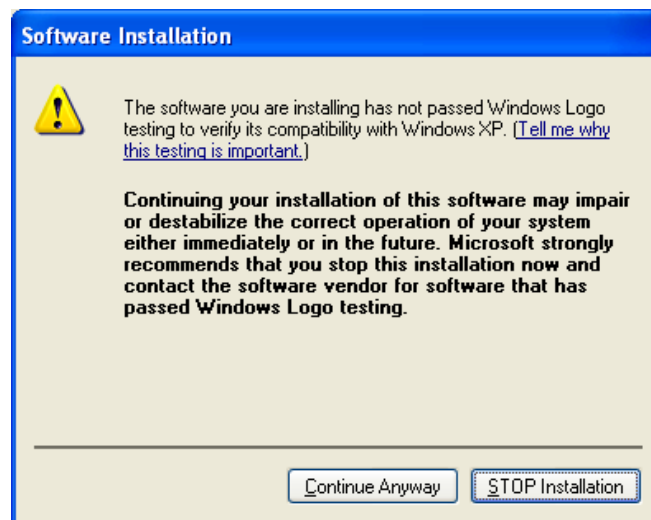 Software Installation
The software you are installing has not passed Windows Logo
testing to verify its compatibility with Windows XP. (Tell me why
this testing is important.)
Continuing your installation of this software may impair
or destabilize the correct operation of your system
either immediately or in the future. Microsoft strongly
recommends that you stop this installation now and
contact the software vendor for software that has
passed Windows Logo testing.
Continue Anyway
STOP Installation